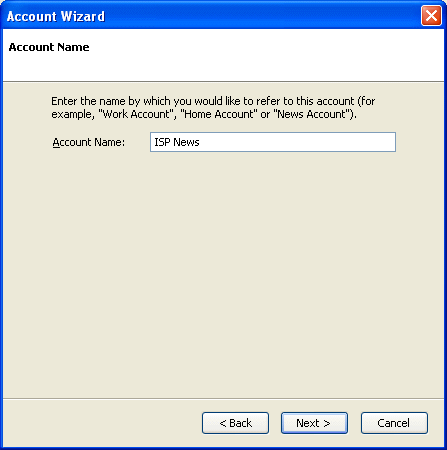 Account Wizard
Account Name
Enter the name by which you would like to refer to this account (for
example, "Work Account", "Home Account" or "News Account").
Account Name: ISP News
< Back Next > Cancel